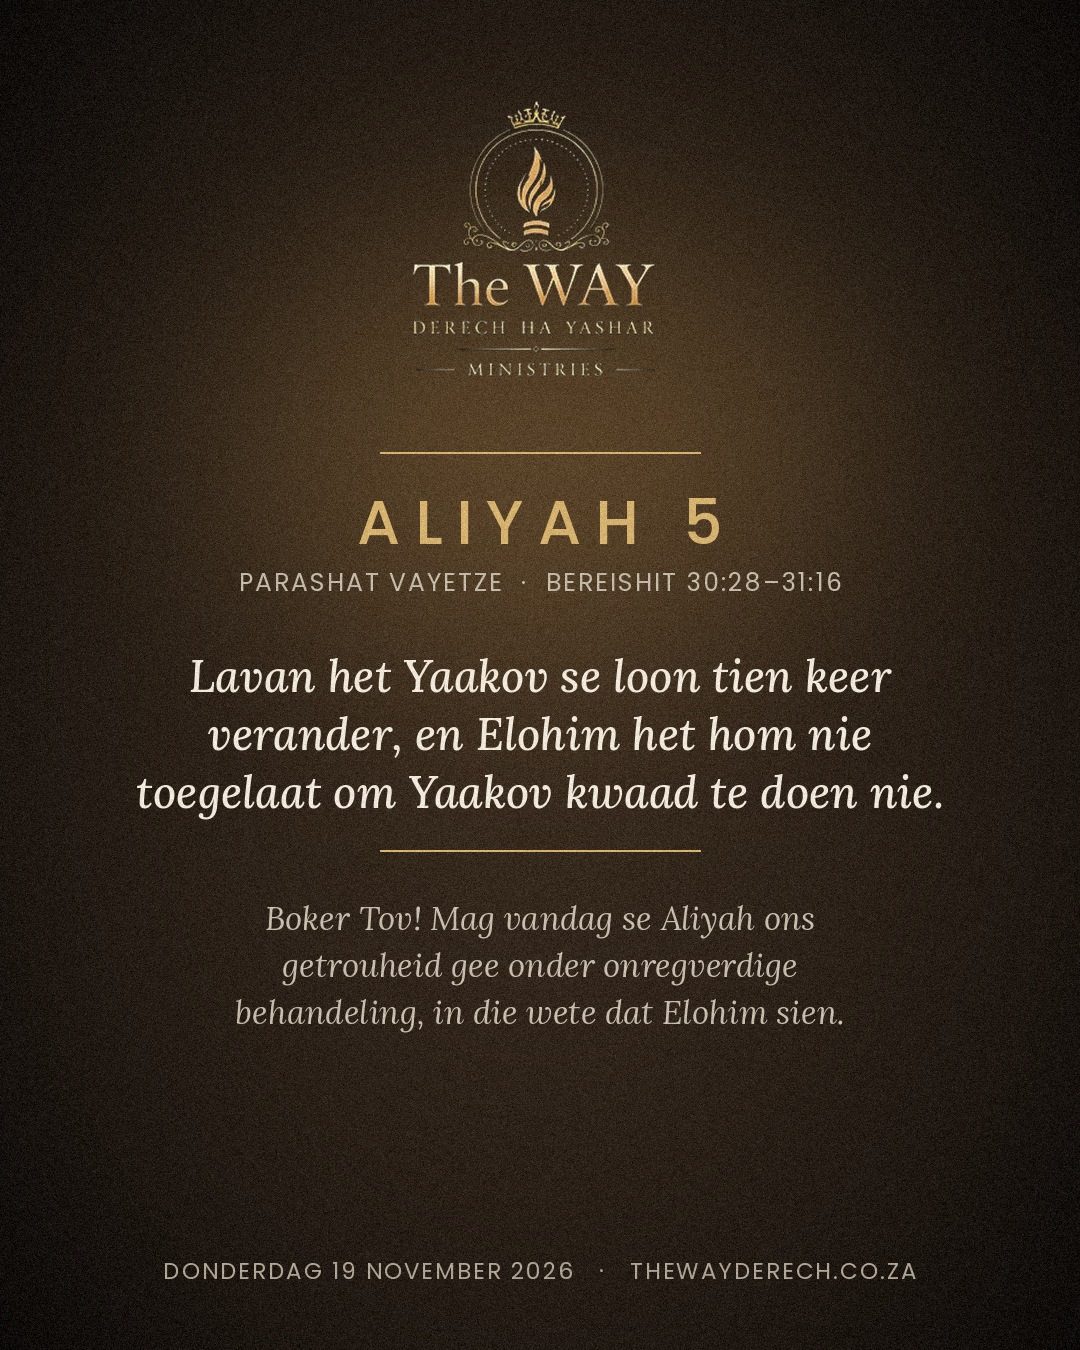 The WAY
DERECH HA YASHAR
MINISTRIES
ALIYAH 5
PARASHAT VAYETZE · BEREISHIT 30:28–31:16
Lavan het Yaakov se loon tien keer
verander, en Elohim het hom nie
toegelaat om Yaakov kwaad te doen nie.
Boker Tov! Mag vandag se Aliyah ons
getrouheid gee onder onregverdige
behandeling, in die wete dat Elohim sien.
DONDERDAG 19 NOVEMBER 2026 · THEWAYDERECH.CO.ZA